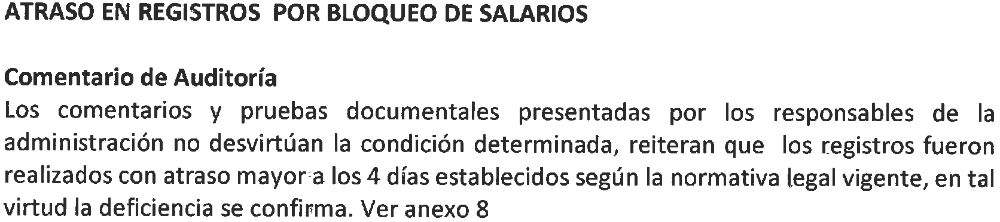 ATRASO EN REGISTROS POR BLOQUEO DE SALARIOS
Comentario de Auditoría
Los comentarios y pruebas documentales presentadas por los responsables de la
administración no desvirtúan la condición determinada, reiteran que los registros fueron
realizados con atraso mayor a los 4 días establecidos según la normativa legal vigente, en tal
virtud la deficiencia se confirma. Ver anexo 8